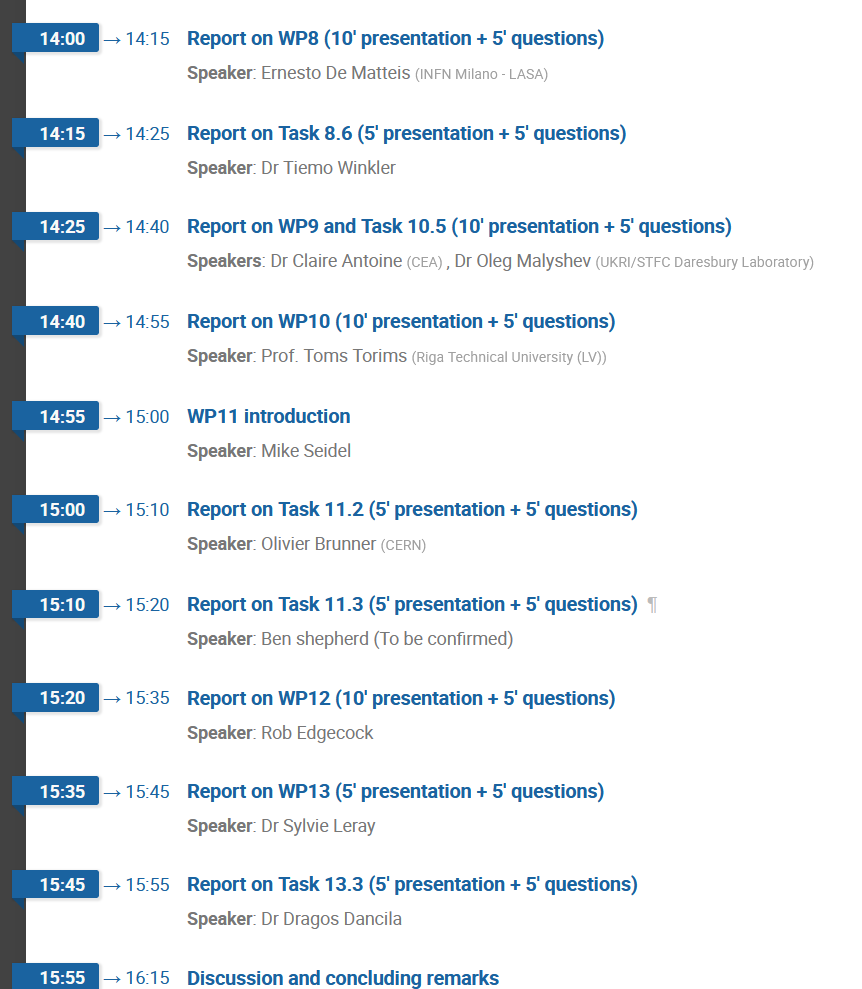 14:00 → 14:15 Report on WP8 (10' presentation + 5' questions)
Speaker: Ernesto De Matteis (INFN Milano - LASA)
14:15 → 14:25 Report on Task 8.6 (5' presentation + 5' questions)
Speaker: Dr Tiemo Winkler
14:25 → 14:40 Report on WP9 and Task 10.5 (10' presentation + 5' questions)
Speakers: Dr Claire Antoine (CEA) , Dr Oleg Malyshev (UKRI/STFC Daresbury Laboratory)
14:40 → 14:55 Report on WP10 (10' presentation + 5' questions)
Speaker: Prof. Toms Torims (Riga Technical University (LV))
14:55 → 15:00 WP11 introduction
Speaker: Mike Seidel
15:00 → 15:10 Report on Task 11.2 (5' presentation + 5' questions)
Speaker: Olivier Brunner (CERN)
15:10 → 15:20 Report on Task 11.3 (5' presentation + 5' questions) ¶
Speaker: Ben shepherd (To be confirmed)
15:20 → 15:35 Report on WP12 (10' presentation + 5' questions)
Speaker: Rob Edgecock
15:35 → 15:45 Report on WP13 (5' presentation + 5' questions)
Speaker: Dr Sylvie Leray
15:45 → 15:55 Report on Task 13.3 (5' presentation + 5' questions)
Speaker: Dr Dragos Dancila
15:55 → 16:15 Discussion and concluding remarks